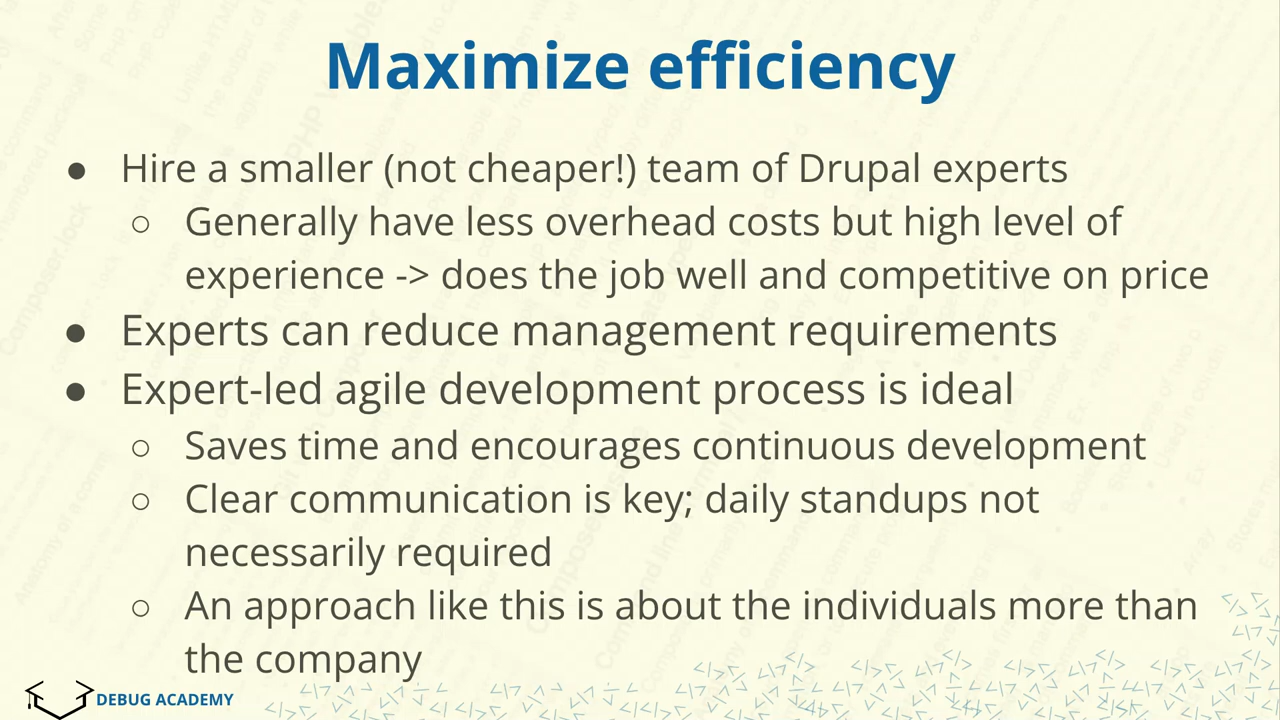 Maximize efficiency
● Hire a smaller (not cheaper!) team of Drupal experts
○ Generally have less overhead costs but high level of
experience -> does the job well and competitive on price
● Experts can reduce management requirements
● Expert-led agile development process is ideal
○ Saves time and encourages continuous development
○ Clear communication is key; daily standups not
necessarily required
○ An approach like this is about the individuals more than
the company
DEBUG ACADEMY